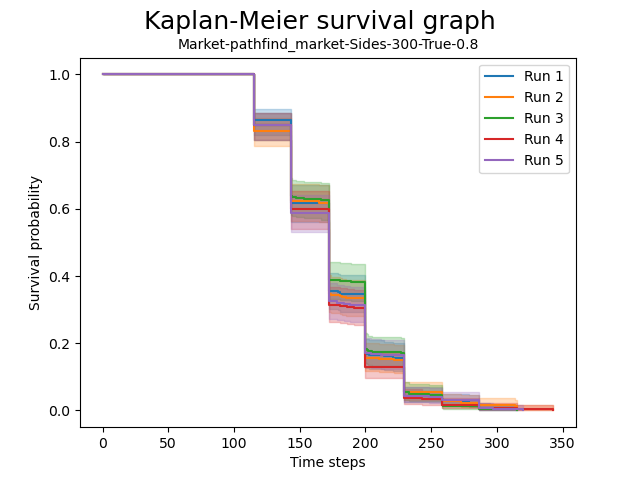 Kaplan-Meier survival graph
Market-pathfind_market-Sides-300-True-0.8
Survival probability
1.0
0.8
0.6
0.4
0.2
0.0
Run 1
Run 2
Run 3
Run 4
Run 5
0 50 100 150 200 250 300 350
Time steps